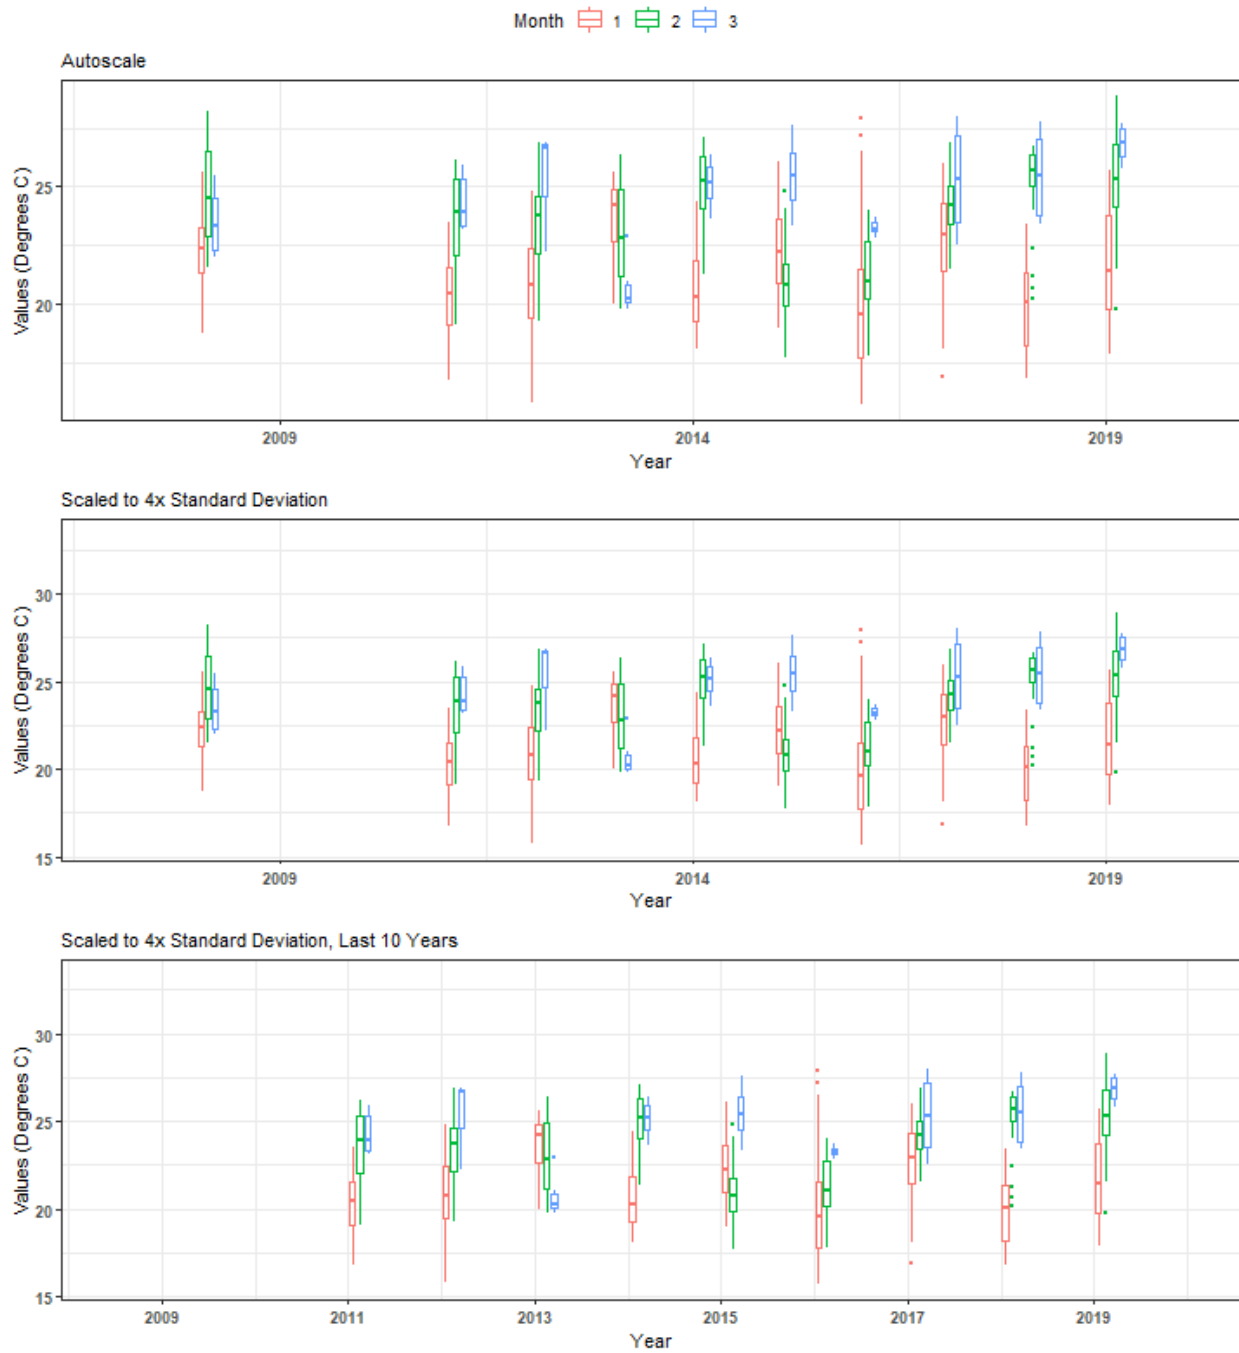 Month 1 2 3
Autoscale
Values (Degrees C)
25
20
2009 2014 2019
Year
Scaled to 4x Standard Deviation
Values (Degrees C)
30
25
20
15
2009 2014 2019
Year
Scaled to 4x Standard Deviation, Last 10 Years
Values (Degrees C)
30
25
20
15
2009 2011 2013 2015 2017 2019
Year